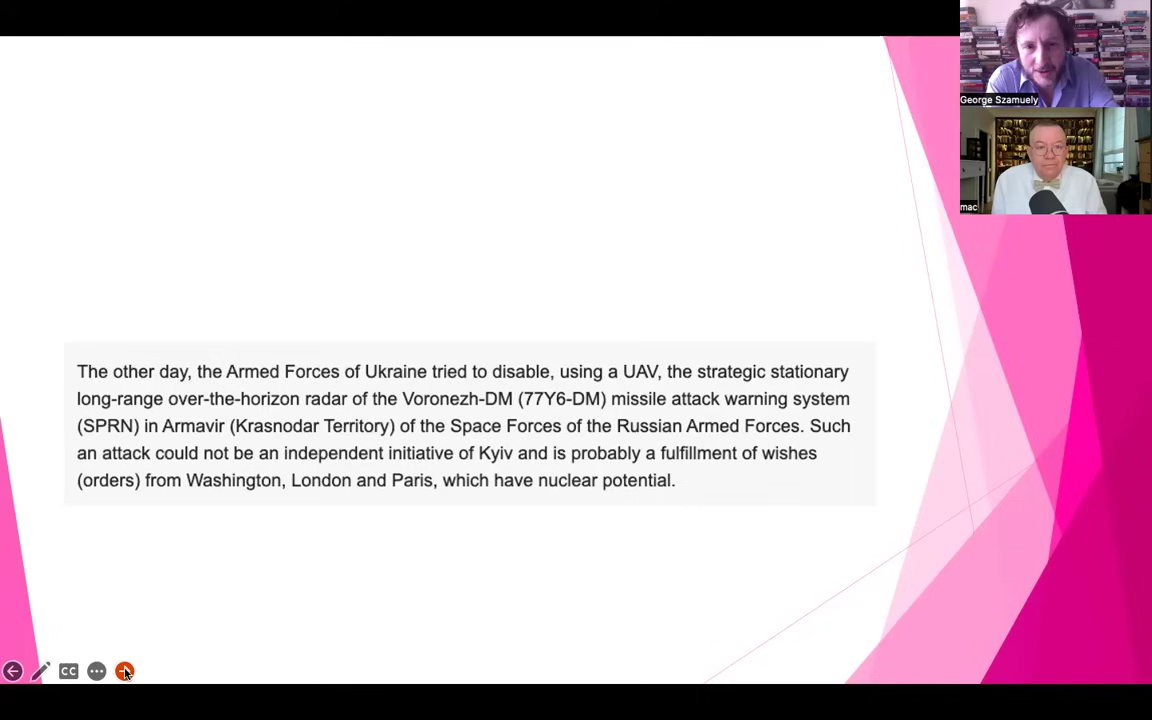 George Szamuely
mac
The other day, the Armed Forces of Ukraine tried to disable, using a UAV, the strategic stationary
long-range over-the-horizon radar of the Voronezh-DM (77Y6-DM) missile attack warning system
(SPRN) in Armavir (Krasnodar Territory) of the Space Forces of the Russian Armed Forces. Such
an attack could not be an independent initiative of Kyiv and is probably a fulfillment of wishes
(orders) from Washington, London and Paris, which have nuclear potential.
CC